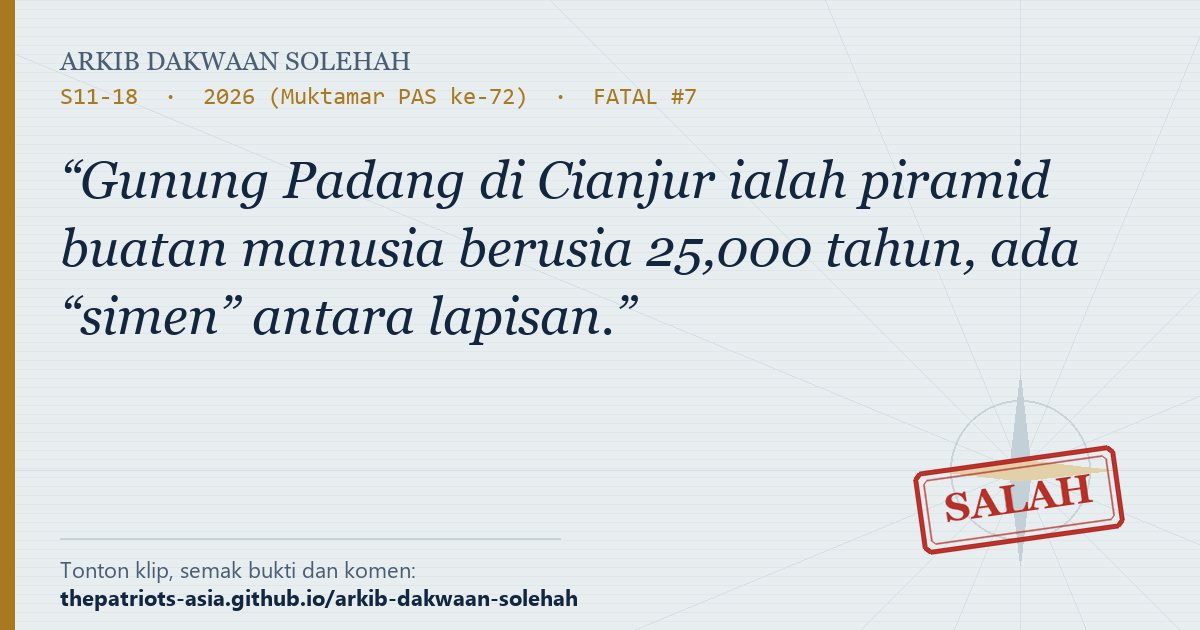 ARKIB DAKWAAN SOLEHAH
S11-18 · 2026 (Muktamar PAS ke-72) · FATAL #7
“Gunung Padang di Cianjur ialah piramid
buatan manusia berusia 25,000 tahun, ada
“simen” antara lapisan.”
SALAH
Tonton klip, semak bukti dan komen:
thepatriots-asia.github.io/arkib-dakwaan-solehah